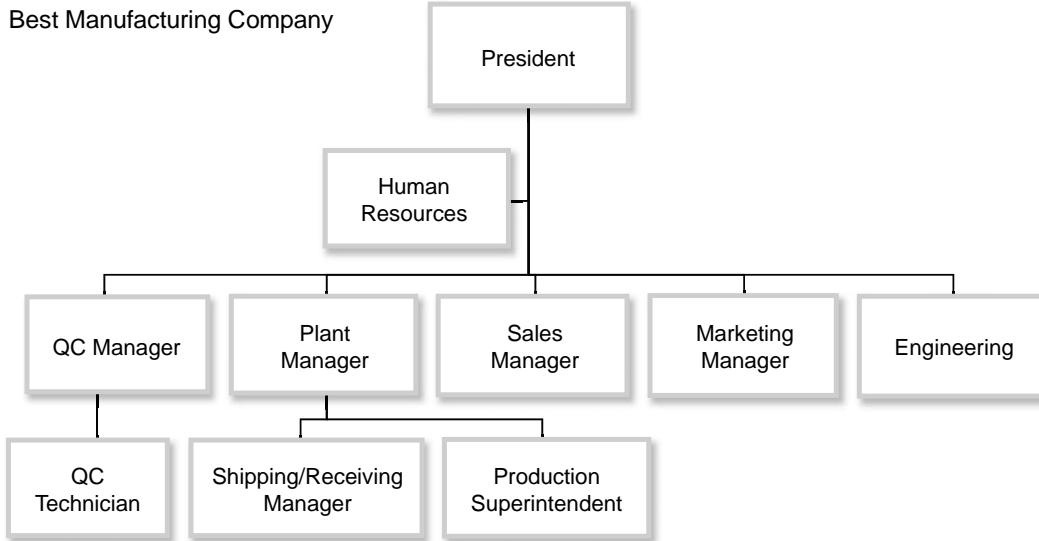 Best Manufacturing Company
President
Human
Resources
QC Manager
Plant
Manager
Sales
Manager
Marketing
Manager
Engineering
QC
Technician
Shipping/Receiving
Manager
Production
Superintendent